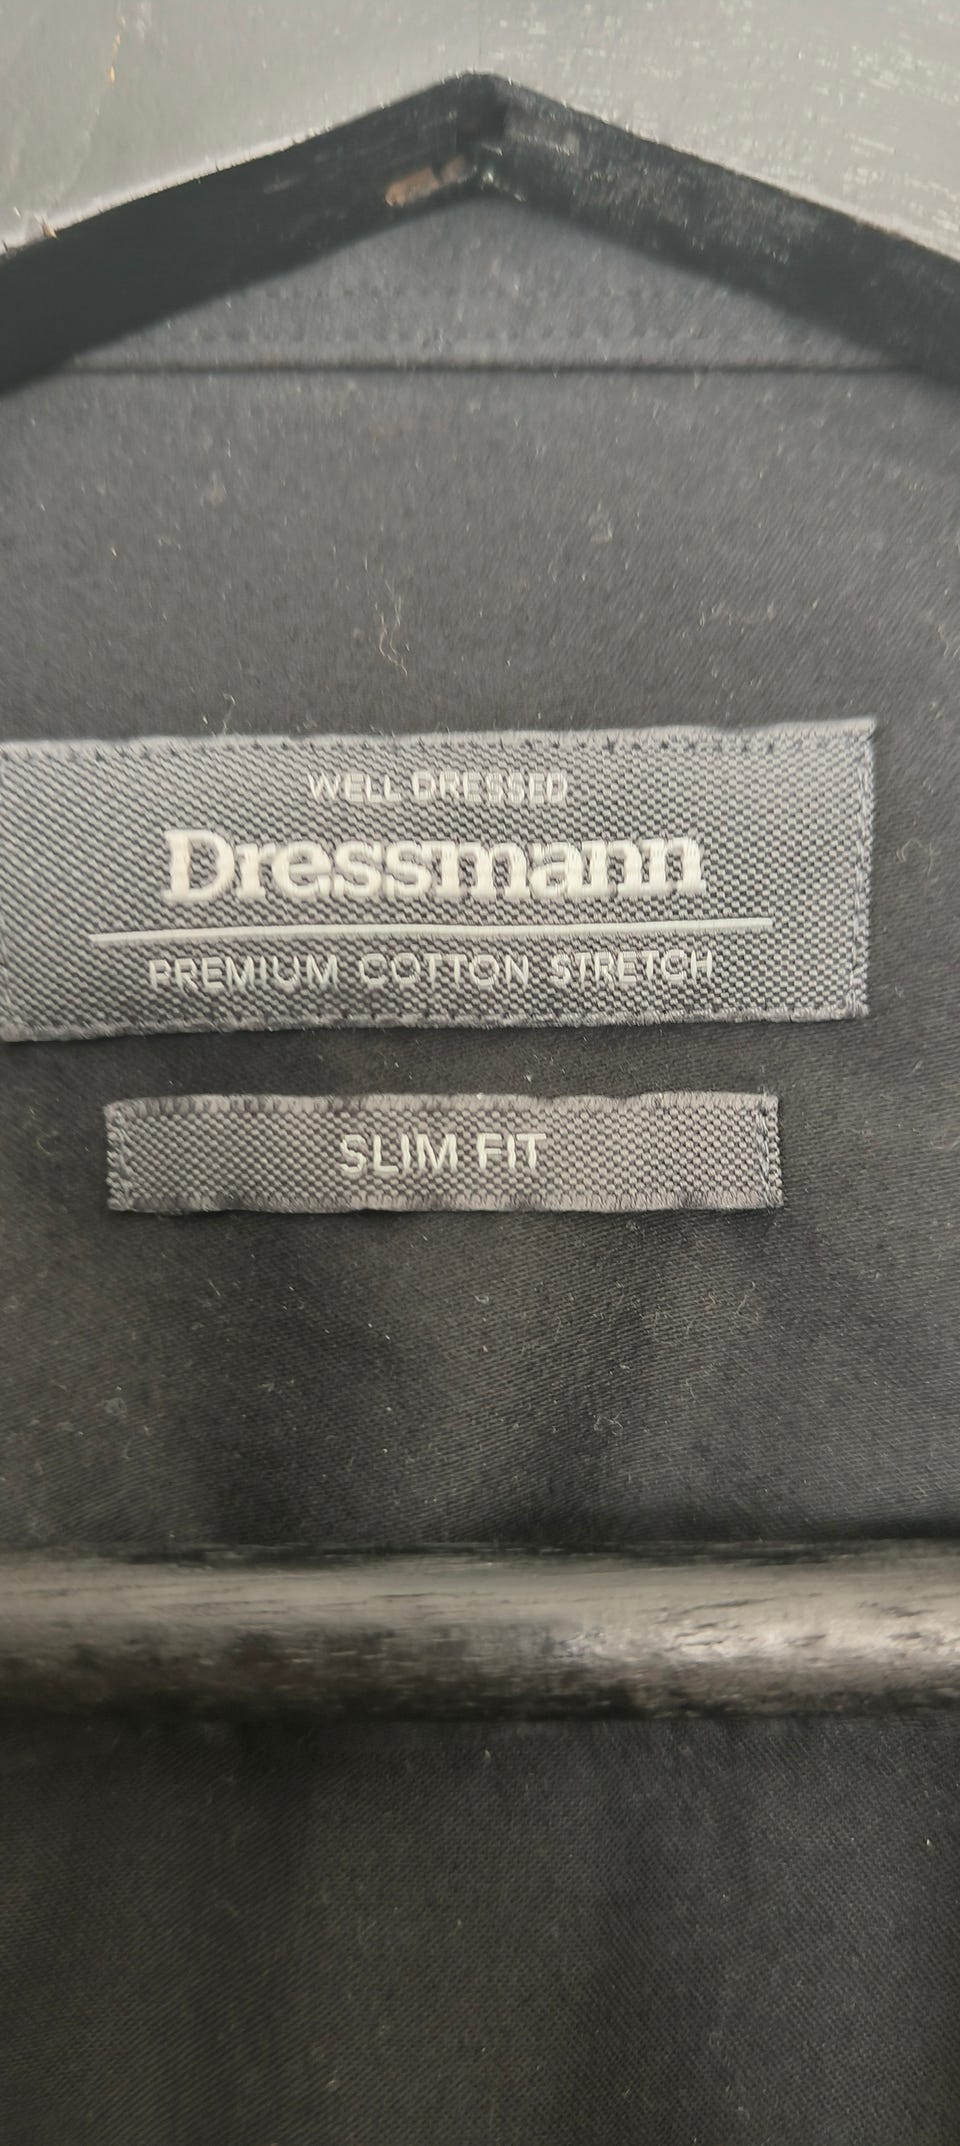 WELL DRESSED
Dressmann
PREMIUM COTTON STRETCH
SLIM FIT